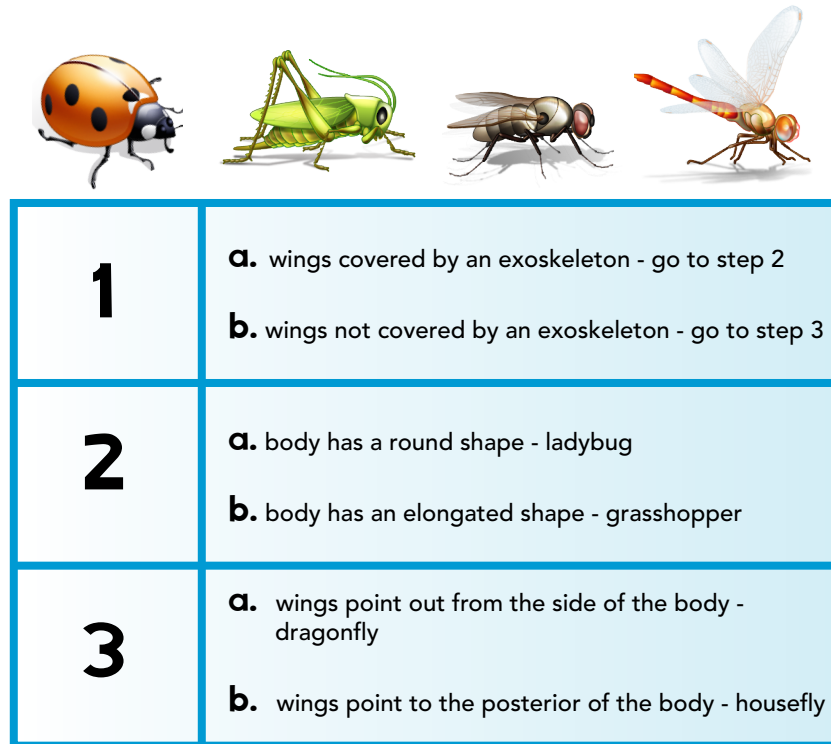 1
a. wings covered by an exoskeleton - go to step 2
b. wings not covered by an exoskeleton - go to step 3
2
a. body has a round shape - ladybug
b. body has an elongated shape - grasshopper
3
a. wings point out from the side of the body -
dragonfly
b. wings point to the posterior of the body - housefly